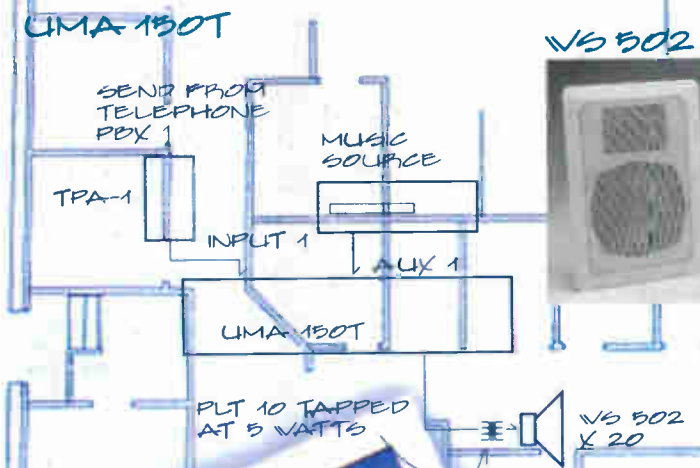 UMA 150T
WS 502
SEND FROM
TELEPHONE
PBX
TPA-1
MUSIC
SOURCE
INPUT 1
AUX 1
UMA 150T
PLT 10 TAPPED
AT 5 WATTS
WS 502
X 20